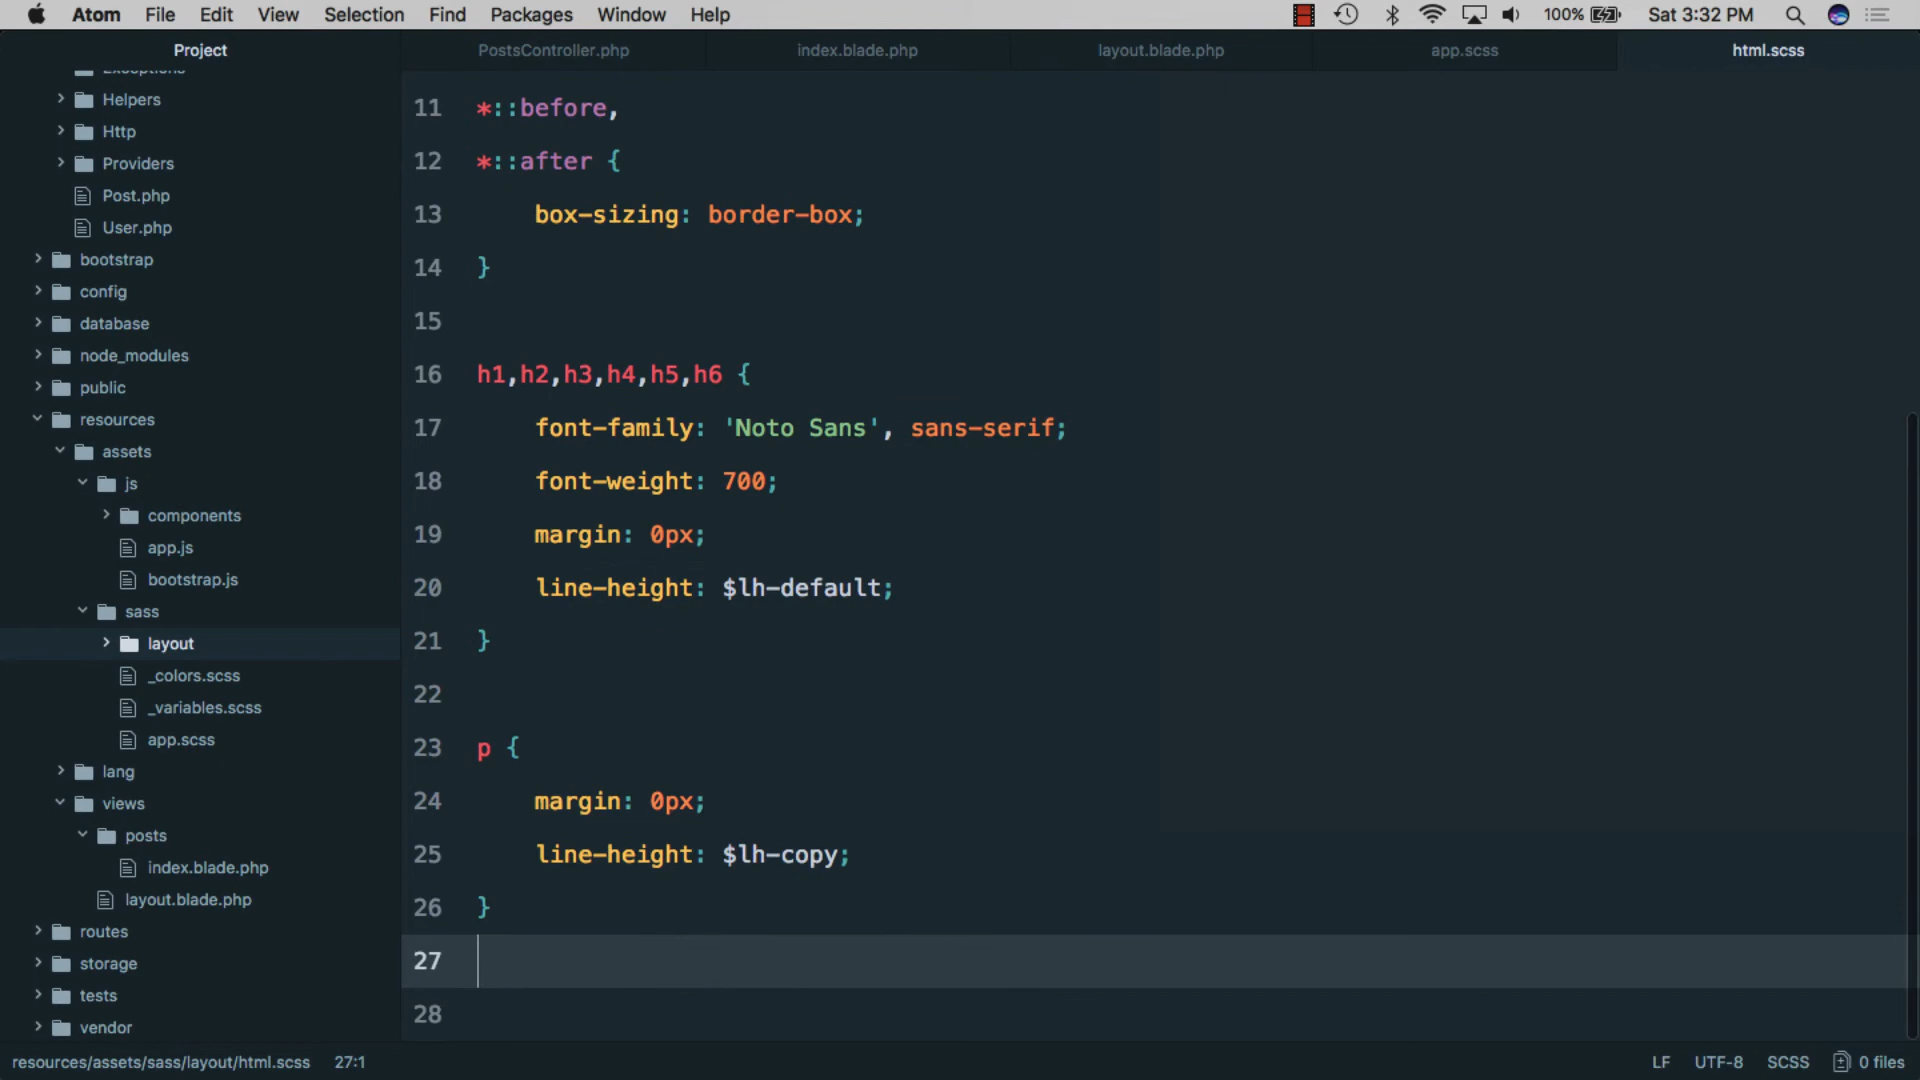 Atom File Edit View Selection Find Packages Window Help 100% Sat 3:32 PM
Project PostsController.php index.blade.php layout.blade.php app.scss html.scss
Exceptions
Helpers
Http
Providers
Post.php
User.php
bootstrap
config
database
node_modules
public
resources
assets
js
components
app.js
bootstrap.js
sass
layout
_colors.scss
_variables.scss
app.scss
lang
views
posts
index.blade.php
layout.blade.php
routes
storage
tests
vendor
11 *::before,
12 *::after {
13 box-sizing: border-box;
14 }
15
16 h1,h2,h3,h4,h5,h6 {
17 font-family: 'Noto Sans', sans-serif;
18 font-weight: 700;
19 margin: 0px;
20 line-height: $lh-default;
21 }
22
23 p {
24 margin: 0px;
25 line-height: $lh-copy;
26 }
27
28
resources/assets/sass/layout/html.scss 27:1 LF UTF-8 SCSS 0 files